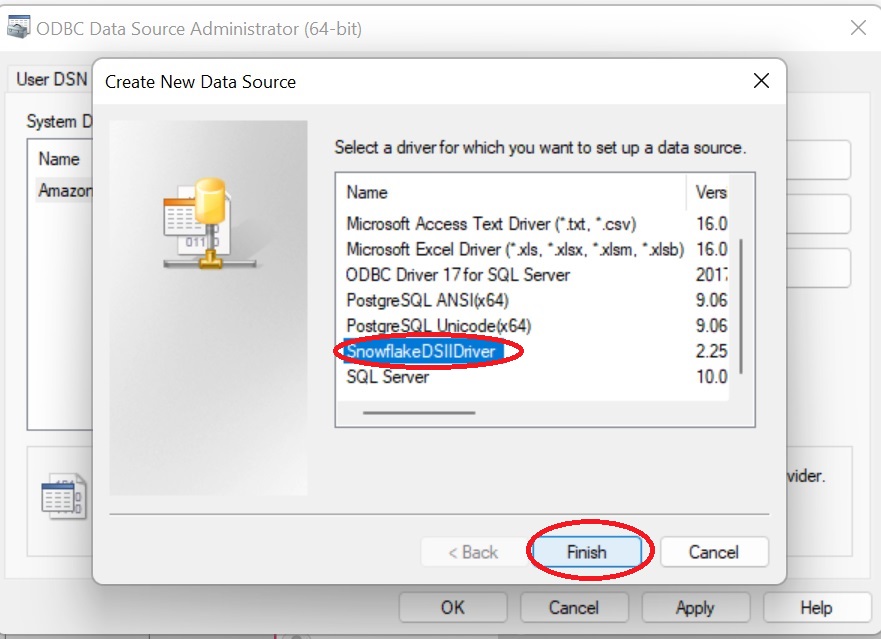 ODBC Data Source Administrator (64-bit)
User DSN
Create New Data Source
System D
Name
Amazon
Select a driver for which you want to set up a data source.
Name Vers
Microsoft Access Text Driver (*.txt, *.csv) 16.0
Microsoft Excel Driver (*.xls, *.xlsx, *.xlsm, *.xlsb) 16.0
ODBC Driver 17 for SQL Server 2017
PostgreSQL ANSI(x64) 9.06
PostgreSQL Unicode(x64) 9.06
SnowflakeDSIIDriver 2.25
SQL Server 10.0
vider.
< Back Finish Cancel
OK Cancel Apply Help